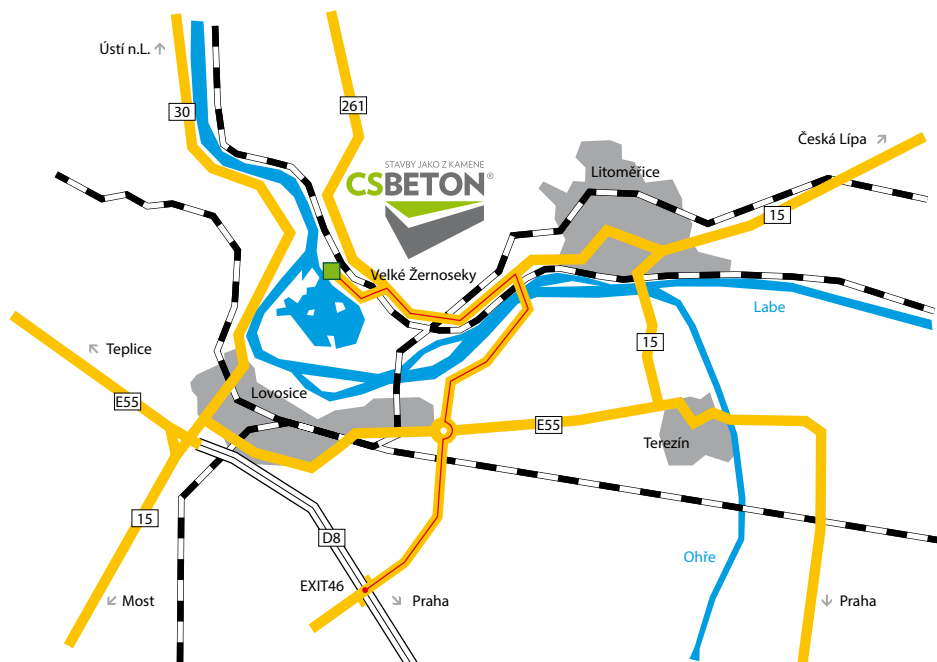 Ústí n.L.
30
261
STAVBY JAKO Z KAMENE
CSBETON®
Litoměřice
Česká Lípa
15
Velké Žernoseky
Labe
Teplice
15
Lovosice
E55
E55
Terezín
15
D8
Ohře
EXIT46
Most
Praha
Praha